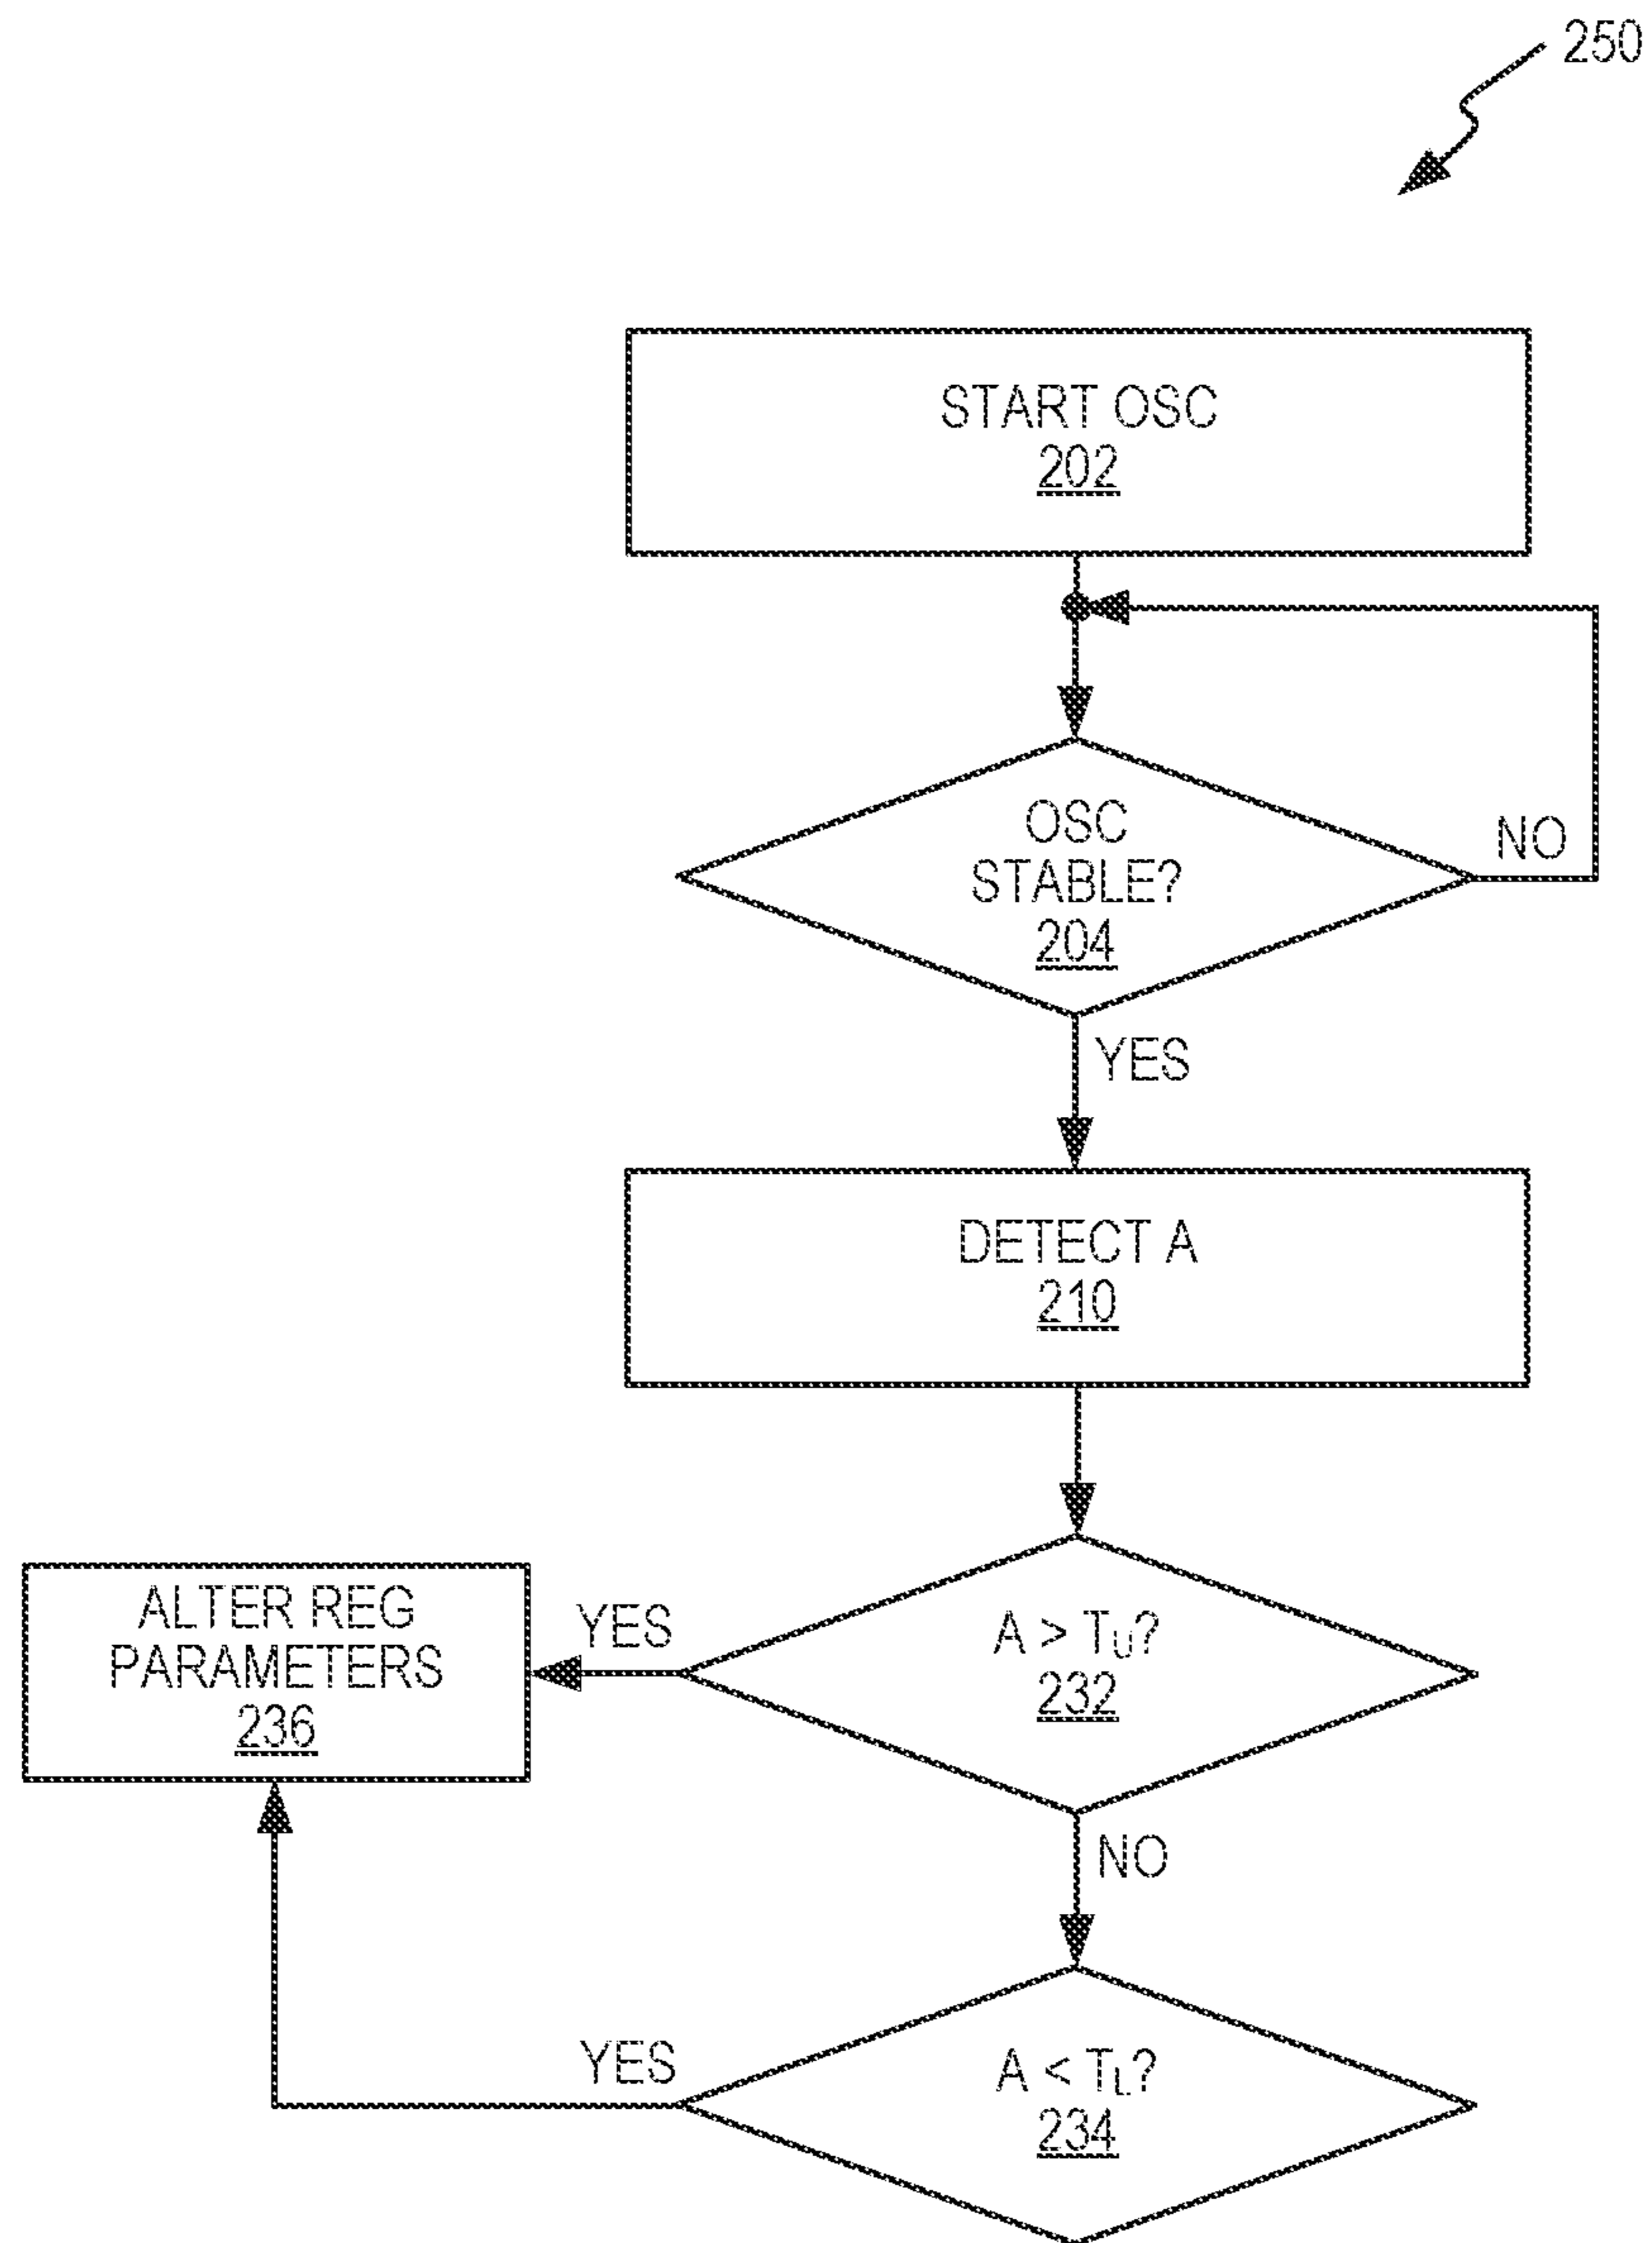 250
START OSC
202
OSC
STABLE?
204
NO
YES
DETECT A
210
ALTER REG
PARAMETERS
236
YES
A > TU?
232
NO
YES
A < TL?
234